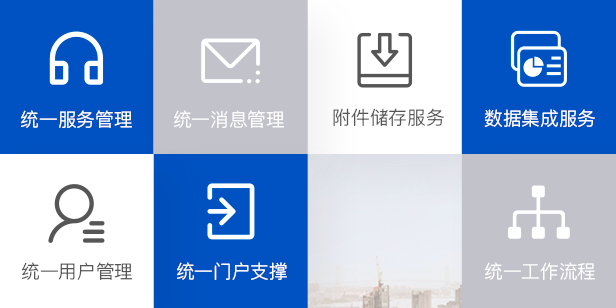 统一服务管理
统一消息管理
附件储存服务
数据集成服务
统一用户管理
统一门户支撑
统一工作流程